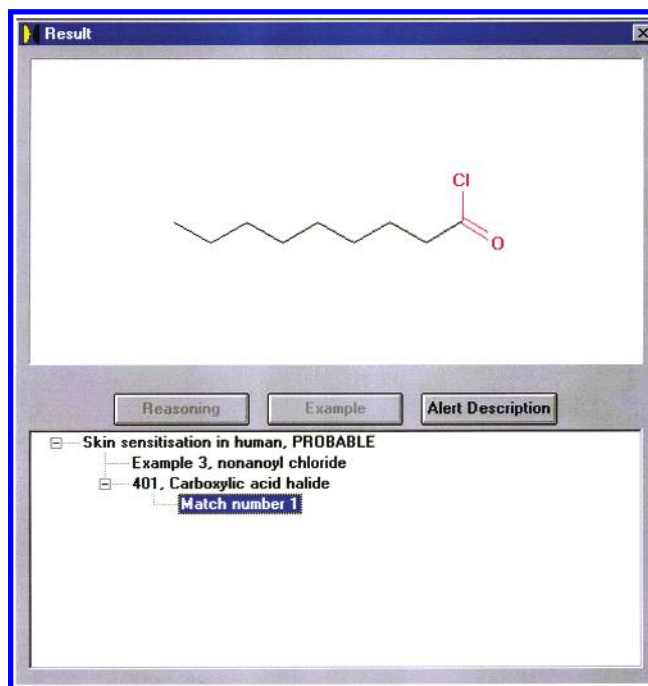 Result
Cl
O
Reasoning
Example
Alert Description
Skin sensitisation in human, PROBABLE
Example 3, nonanoyl chloride
401, Carboxylic acid halide
Match number 1